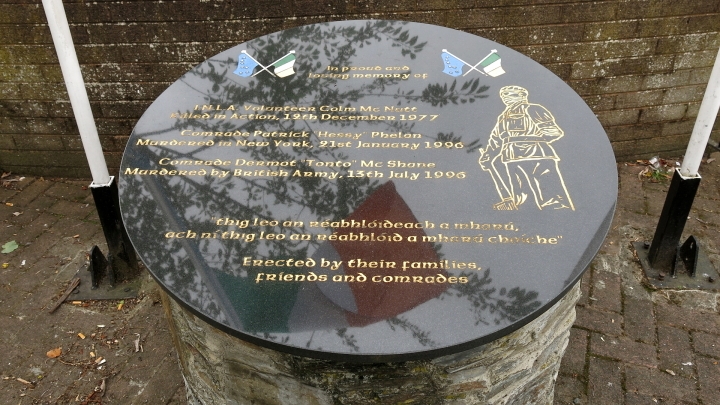 In proud and
loving memory of
I.N.L.A. Volunteer Colm Mc Nutt
Killed in Action, 12th December 1977
Comrade Patrick "Hessy" Phelan
Murdered in New York, 21st January 1996
Comrade Dermot "Tonto" Mc Shane
Murdered by British Army, 13th July 1996
thig leo an réabhlóideach a mharú,
ach ní thig leo an réabhlóid a mharú choíche"
Erected by their families,
friends and comrades